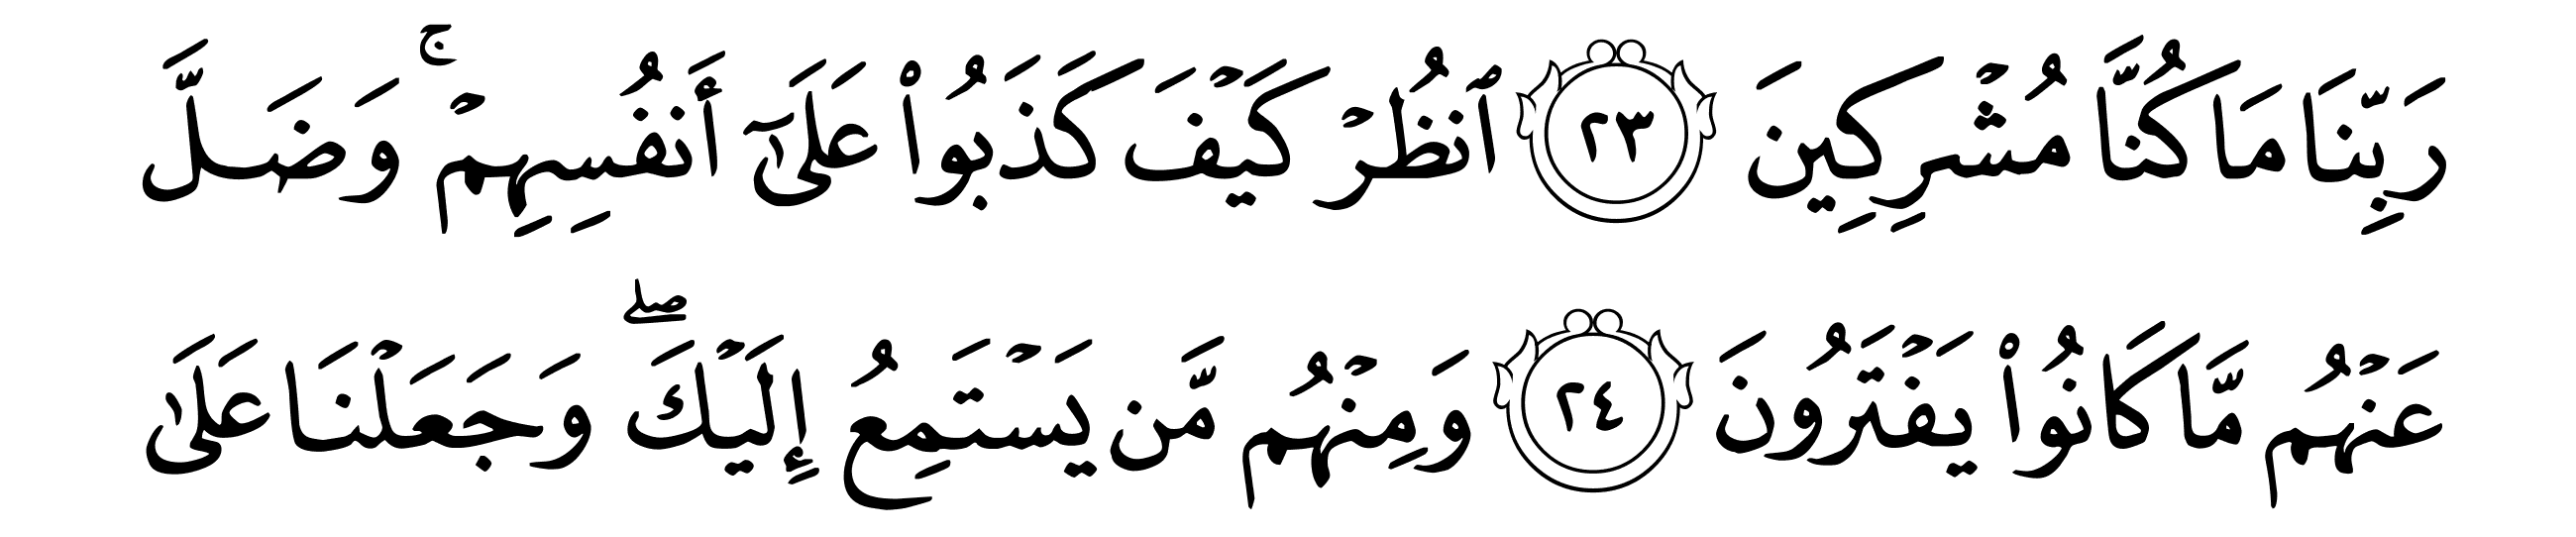 رَبِّنَا مَا كُنَّا مُشۡرِكِينَ ٢٣ ٱنظُرۡ كَيۡفَ كَذَبُواْ عَلَىٰٓ أَنفُسِهِمۡۚ وَضَلَّ
عَنۡهُم مَّا كَانُواْ يَفۡتَرُونَ ٢٤ وَمِنۡهُم مَّن يَسۡتَمِعُ إِلَيۡكَۖ وَجَعَلۡنَا عَلَىٰ